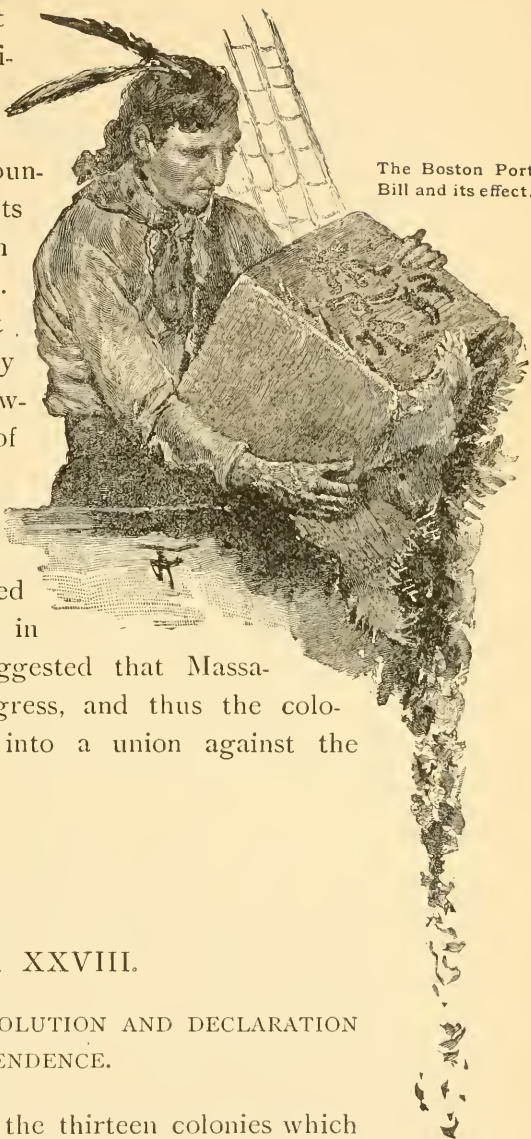 t
i-
The Boston Port
Bill and its effect.
oun-
ts
n
.
t
y
w-
of
ed
in
ggested that Massa-
gress, and thus the colo-
into a union against the
XXVIII.
OLUTION AND DECLARATION
ENDENCE.
the thirteen colonies which